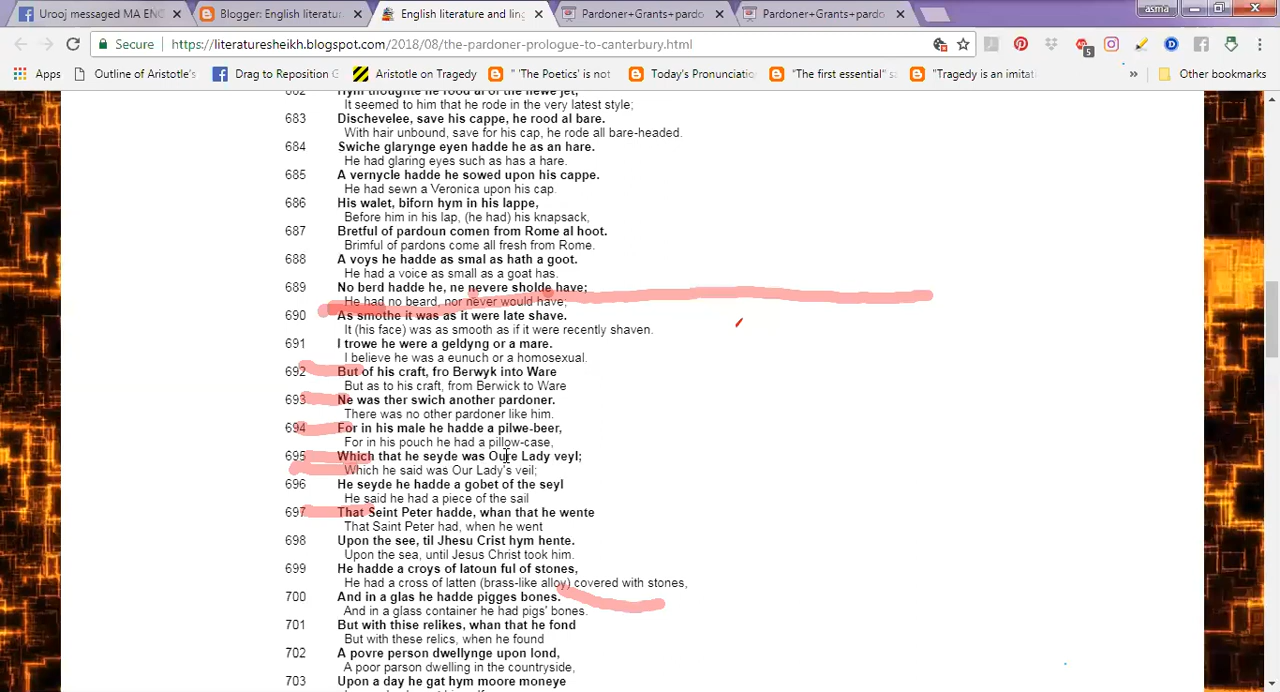 Urooj messaged MA ENG
Blogger: English literatur
English literature and ling
Pardoner+Grants+pardo
Pardoner+Grants+pardo
asma
Secure
https://literaturesheikh.blogspot.com/2018/08/the-pardoner-prologue-to-canterbury.html
5
Apps
Outline of Aristotle's
Drag to Reposition
Aristotle on Tragedy
" 'The Poetics' is not
Today's Pronunciatio
"The first essential" s
"Tragedy is an imitati
»
Other bookmarks
682 Hym thoughte he rood al of the newe jet;
It seemed to him that he rode in the very latest style;
683 Dischevelee, save his cappe, he rood al bare.
With hair unbound, save for his cap, he rode all bare-headed.
684 Swiche glarynge eyen hadde he as an hare.
He had glaring eyes such as has a hare.
685 A vernycle hadde he sowed upon his cappe.
He had sewn a Veronica upon his cap.
686 His walet, biforn hym in his lappe,
Before him in his lap, (he had) his knapsack,
687 Bretful of pardoun comen from Rome al hoot.
Brimful of pardons come all fresh from Rome.
688 A voys he hadde as smal as hath a goot.
He had a voice as small as a goat has.
689 No berd hadde he, ne nevere sholde have;
He had no beard, nor never would have;
690 As smothe it was as it were late shave.
It (his face) was as smooth as if it were recently shaven.
691 I trowe he were a geldyng or a mare.
I believe he was a eunuch or a homosexual.
692 But of his craft, fro Berwyk into Ware
But as to his craft, from Berwick to Ware
693 Ne was ther swich another pardoner.
There was no other pardoner like him.
694 For in his male he hadde a pilwe-beer,
For in his pouch he had a pillow-case,
695 Which that he seyde was Oure Lady veyl;
Which he said was Our Lady's veil;
696 He seyde he hadde a gobet of the seyl
He said he had a piece of the sail
697 That Seint Peter hadde, whan that he wente
That Saint Peter had, when he went
698 Upon the see, til Jhesu Crist hym hente.
Upon the sea, until Jesus Christ took him.
699 He hadde a croys of latoun ful of stones,
He had a cross of latten (brass-like alloy) covered with stones,
700 And in a glas he hadde pigges bones.
And in a glass container he had pigs' bones.
701 But with thise relikes, whan that he fond
But with these relics, when he found
702 A povre person dwellynge upon lond,
A poor parson dwelling in the countryside,
703 Upon a day he gat hym moore moneye